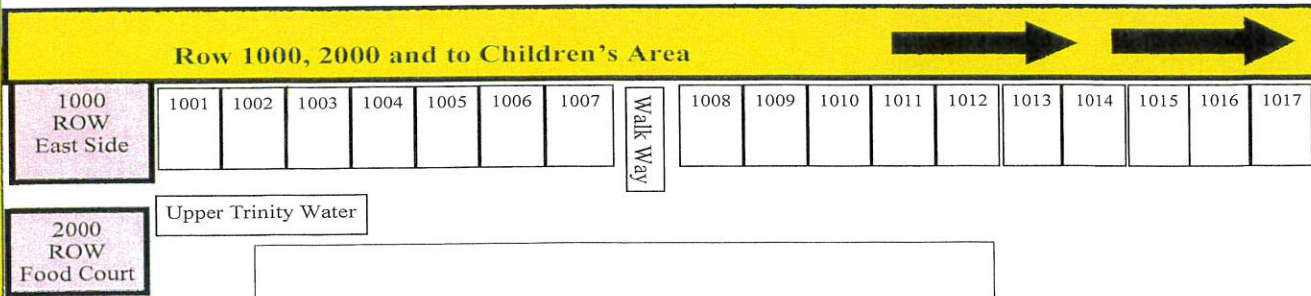 Row 1000, 2000 and to Children's Area
1000
ROW
East Side
1001 1002 1003 1004 1005 1006 1007
Walk Way
1008 1009 1010 1011 1012 1013 1014 1015 1016 1017
Upper Trinity Water
2000
ROW
Food Court